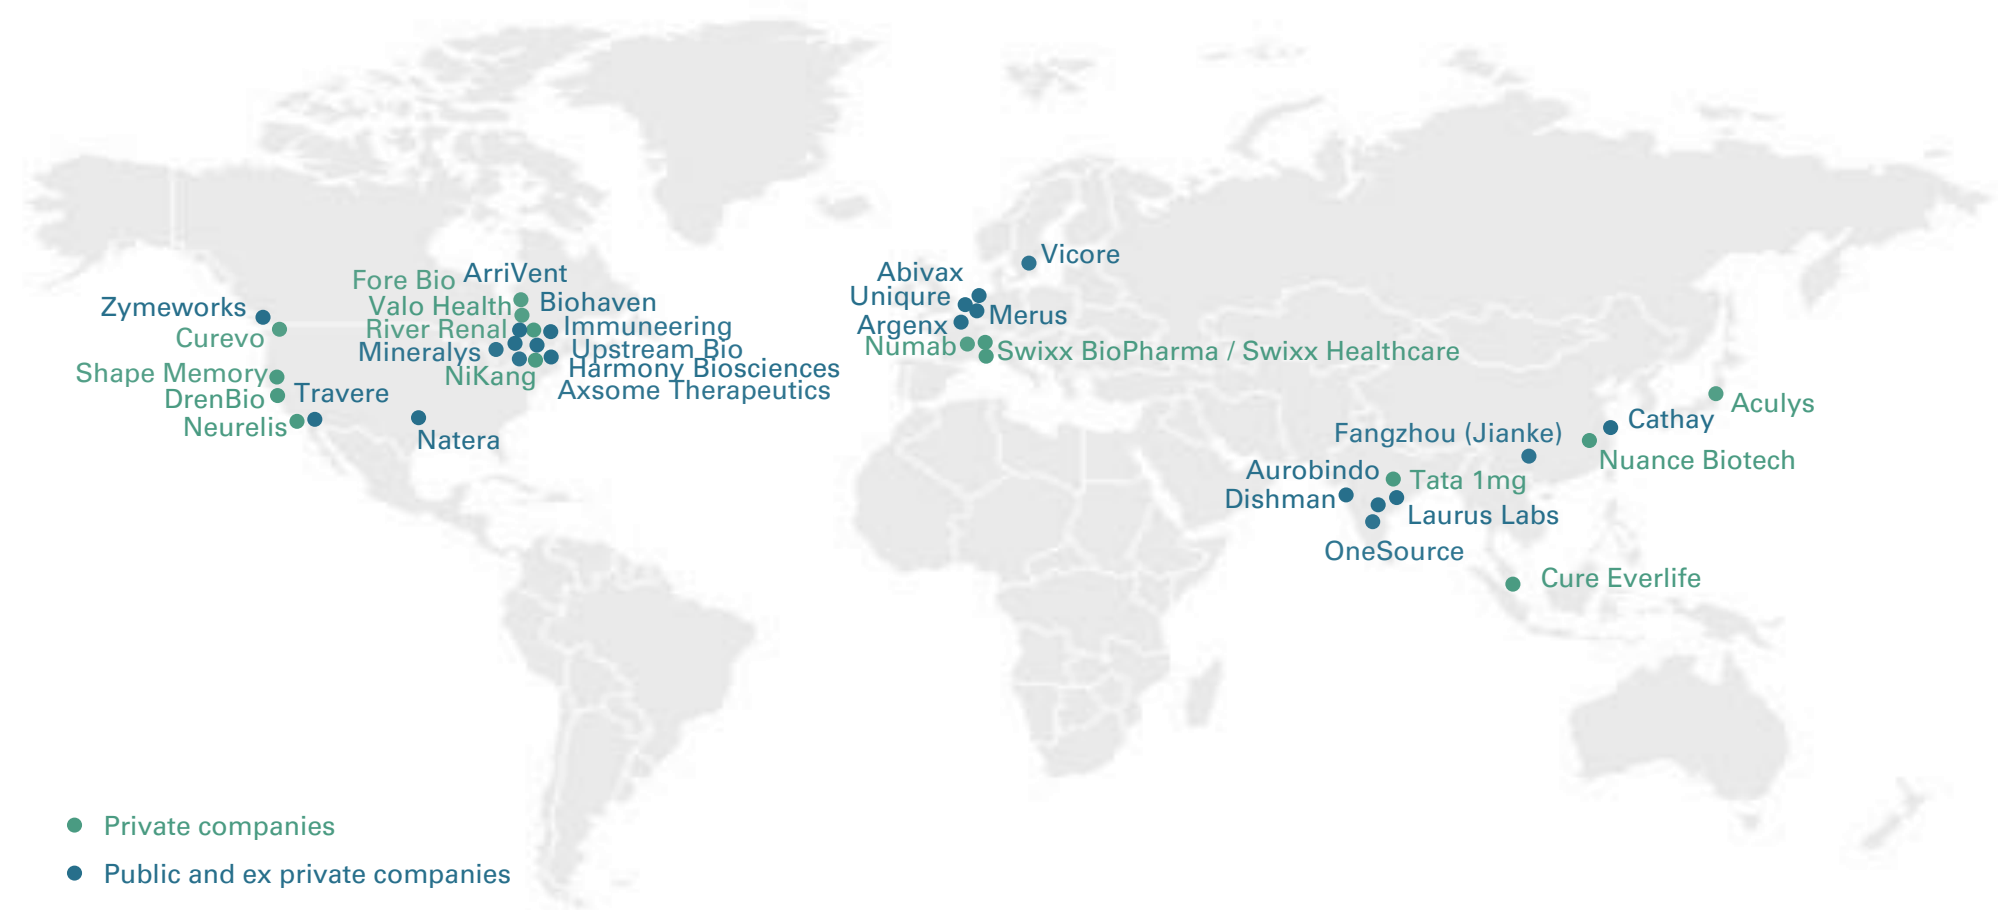 Zymeworks
Curevo
Shape Memory
DrenBio
Neurelis
Travere
Natera
Fore Bio
ArriVent
Valo Health
Biohaven
River Renal
Immuneering
Mineralys
Upstream Bio
NiKang
Harmony Biosciences
Axsome Therapeutics
Vicore
Abivax
Uniqure
Merus
Argenx
Numab
Swixx BioPharma / Swixx Healthcare
Aculys
Cathay
Fangzhou (Jianke)
Nuance Biotech
Aurobindo
Tata 1mg
Dishman
Laurus Labs
OneSource
Cure Everlife
Private companies
Public and ex private companies